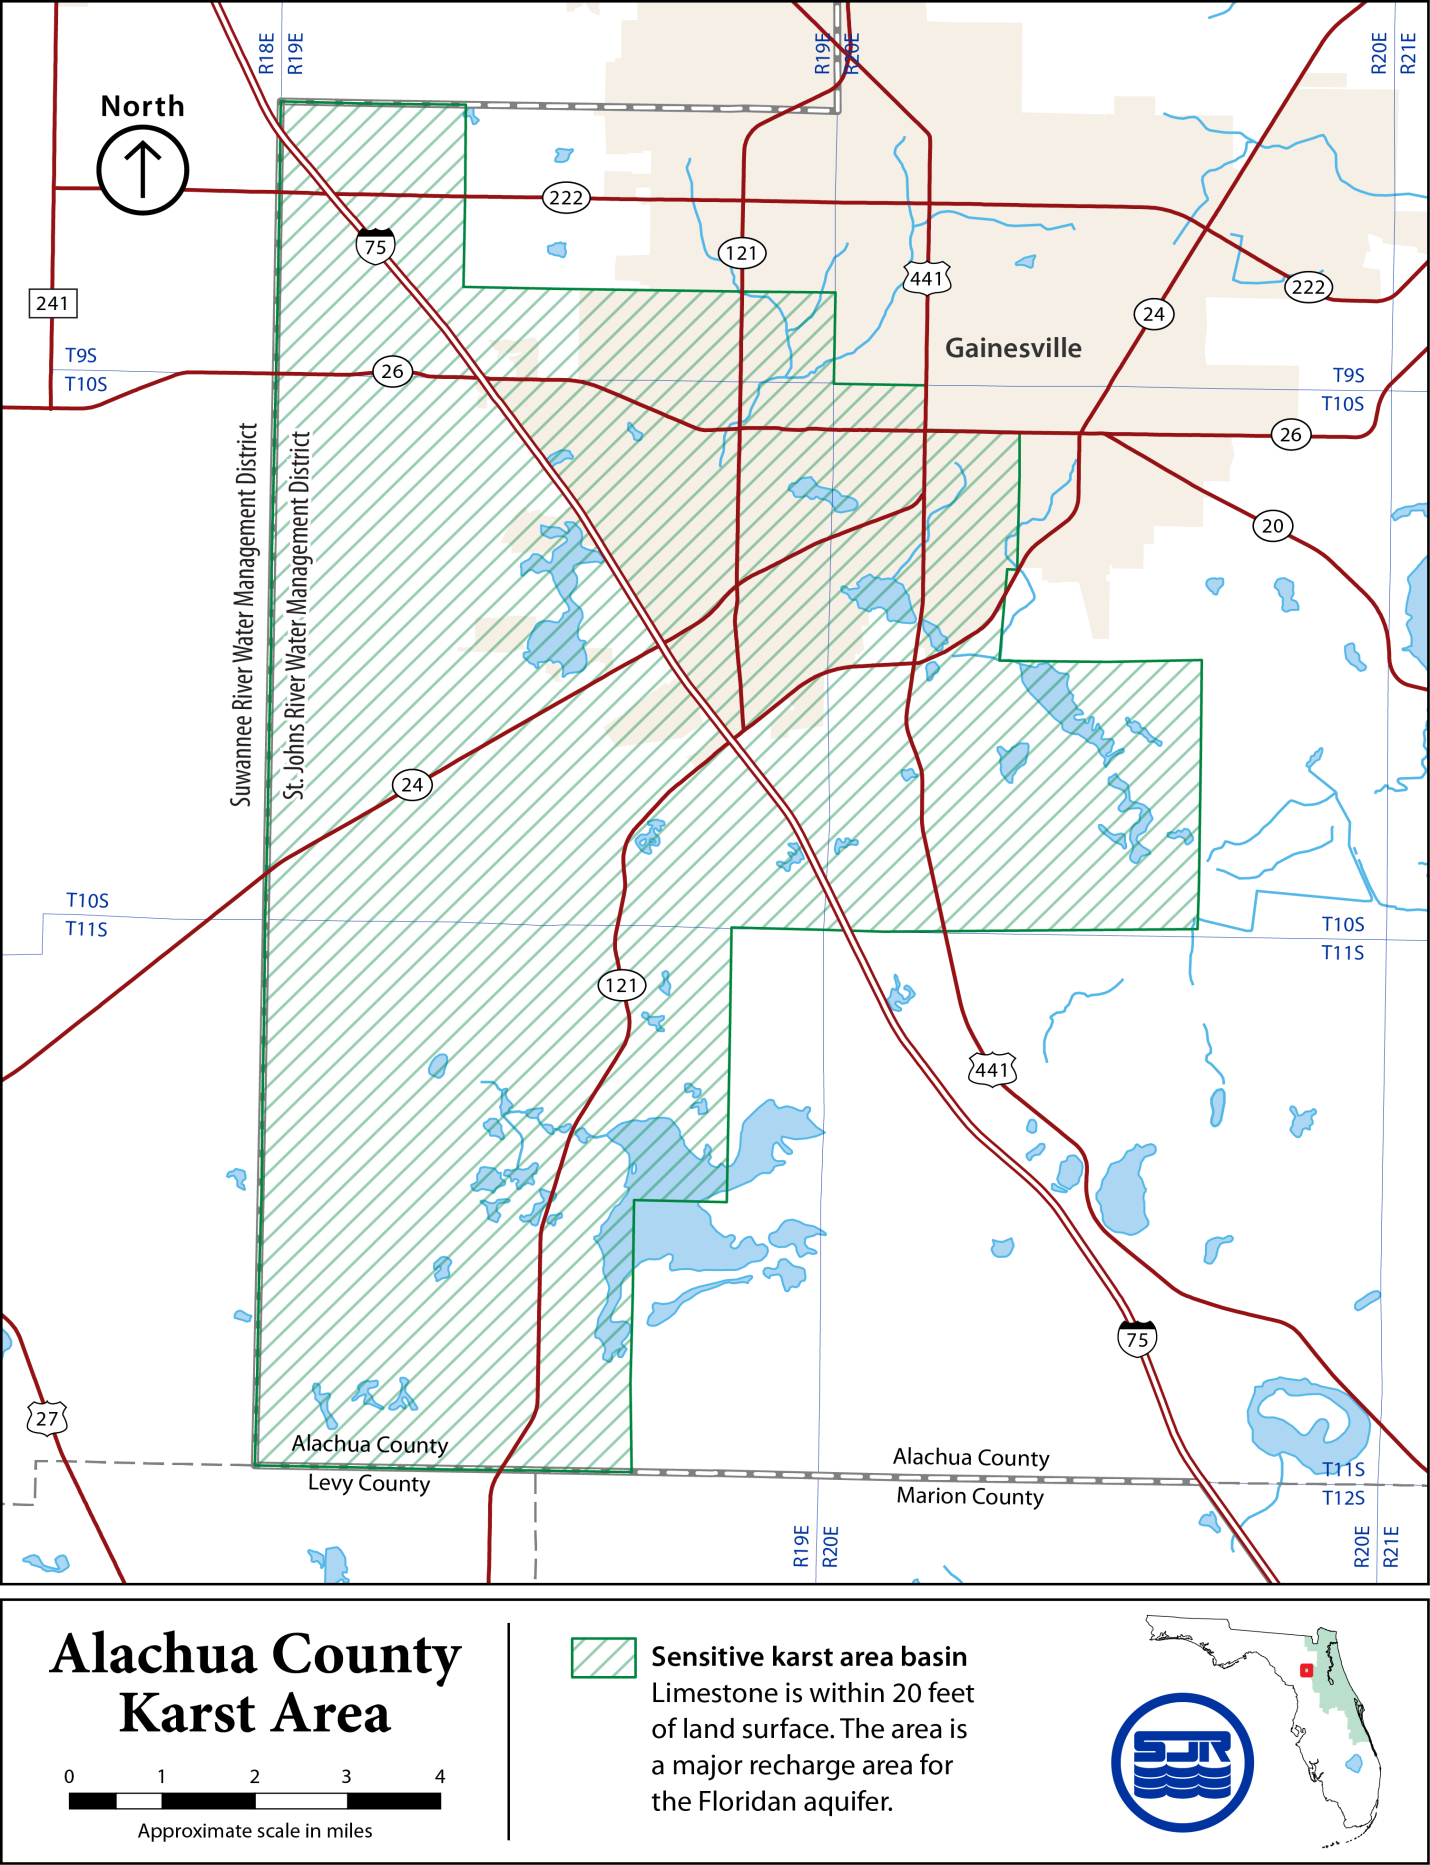 R18E
R19E
R19E
R20E
R20E
R21E
North
222
75
121
441
241
222
24
Gainesville
T9S
T10S
26
T9S
T10S
26
Suwannee River Water Management District
St. Johns River Water Management District
20
24
T10S
T11S
T10S
T11S
121
441
75
27
Alachua County
Levy County
Alachua County
Marion County
T11S
T12S
R19E
R20E
R20E
R21E
Alachua County
Karst Area
0 1 2 3 4
Approximate scale in miles
Sensitive karst area basin
Limestone is within 20 feet
of land surface. The area is
a major recharge area for
the Floridan aquifer.
SJR